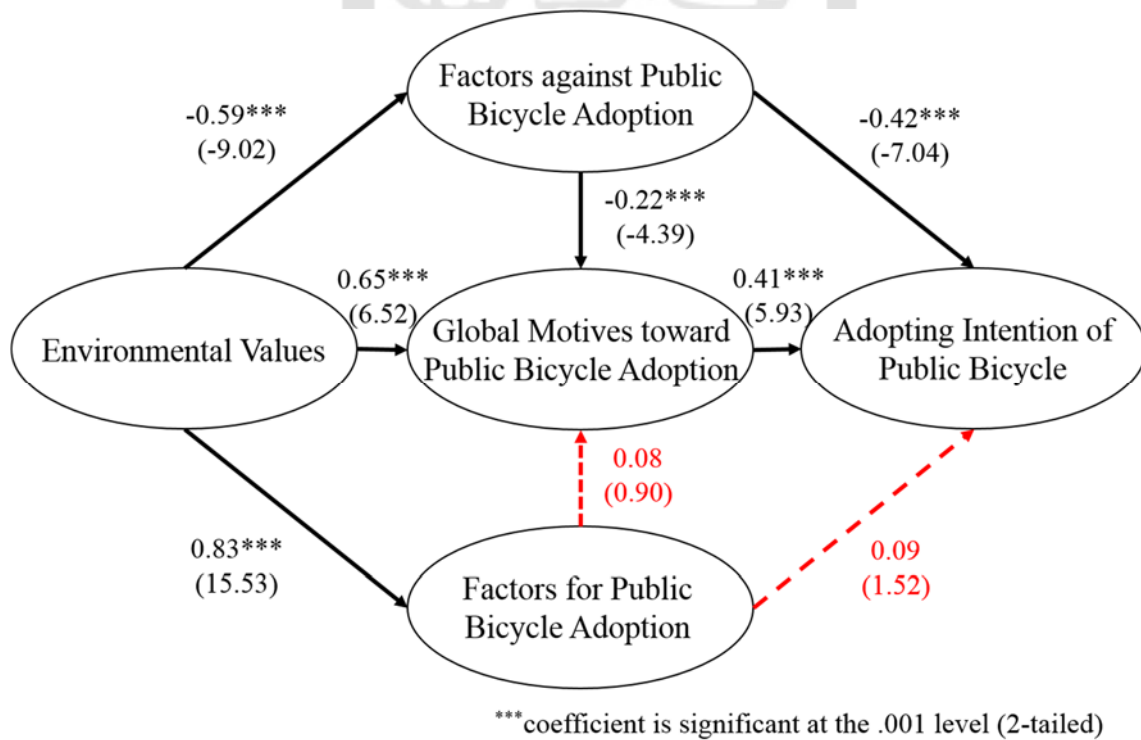 Factors against Public
Bicycle Adoption
-0.59***
(-9.02)
-0.42***
(-7.04)
-0.22***
(-4.39)
0.65***
(6.52)
0.41***
(5.93)
Environmental Values
Global Motives toward
Public Bicycle Adoption
Adopting Intention of
Public Bicycle
0.08
(0.90)
0.83***
(15.53)
0.09
(1.52)
Factors for Public
Bicycle Adoption
***coefficient is significant at the .001 level (2-tailed)